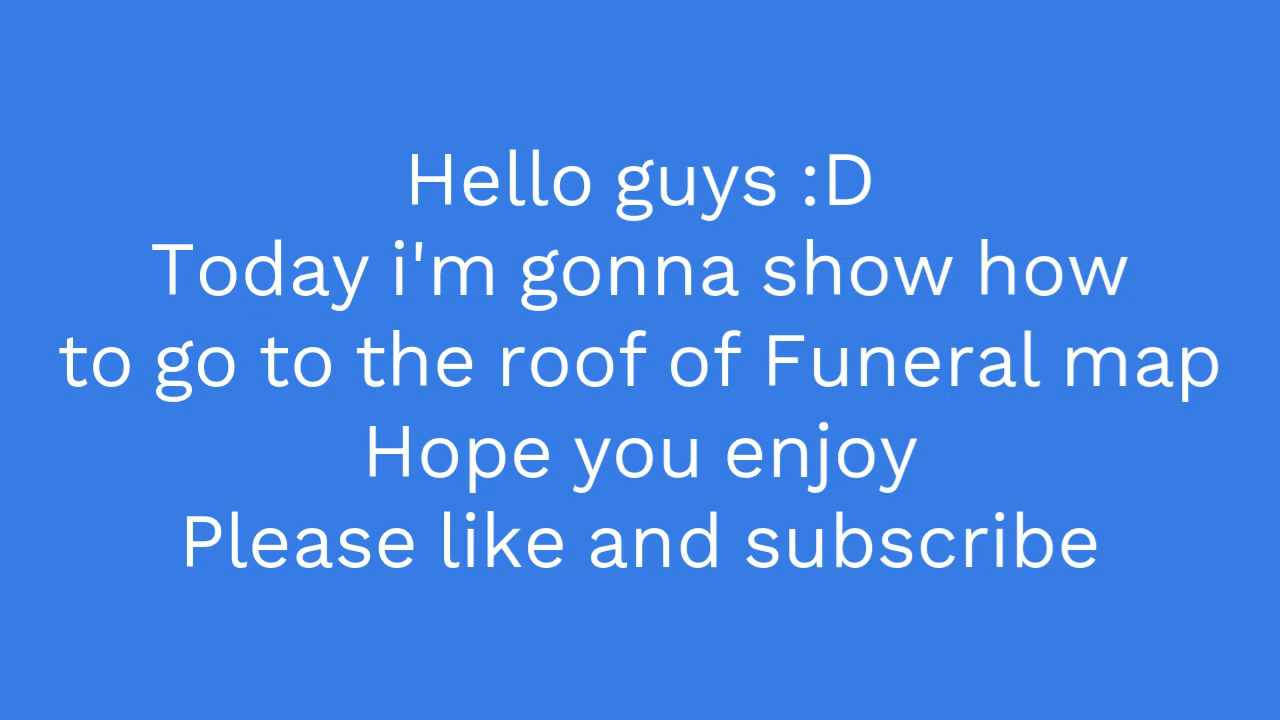 Hello guys :D
Today i'm gonna show how
to go to the roof of Funeral map
Hope you enjoy
Please like and subscribe